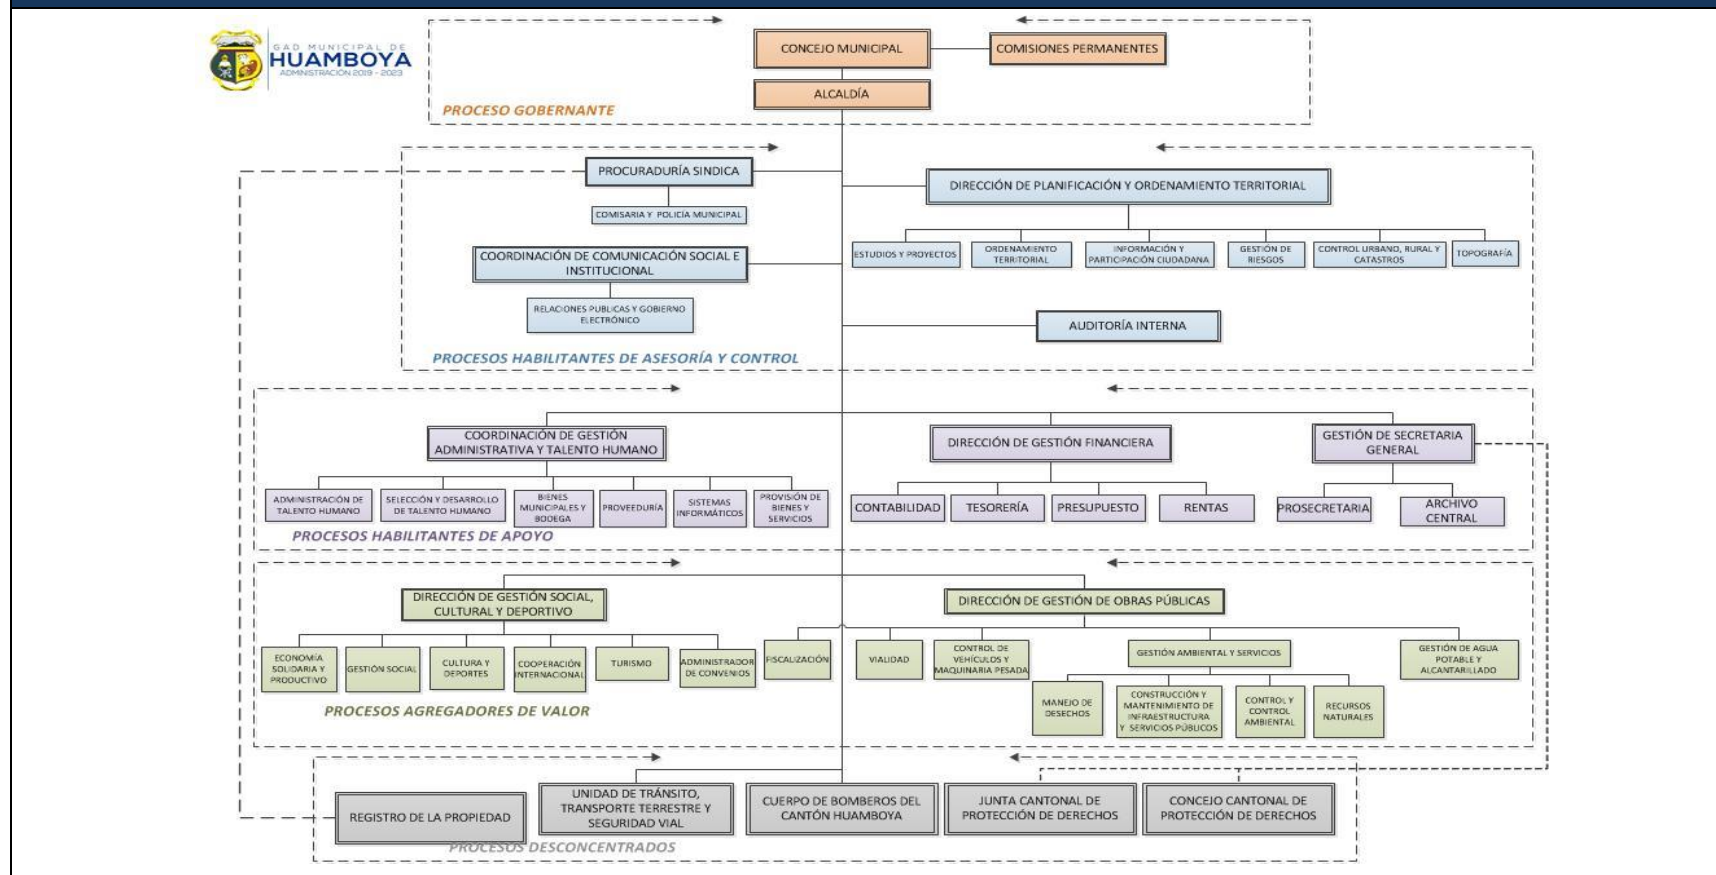 GAD MUNICIPAL DE
HUAMBOYA
ADMINISTRACIÓN 2019 - 2023
CONCEJO MUNICIPAL
COMISIONES PERMANENTES
ALCALDÍA
PROCESO GOBERNANTE
PROCURADURÍA SINDICA
COMISARIA Y POLICÍA MUNICIPAL
COORDINACIÓN DE COMUNICACIÓN SOCIAL E
INSTITUCIONAL
RELACIONES PUBLICAS Y GOBIERNO
ELECTRÓNICO
DIRECCIÓN DE PLANIFICACIÓN Y ORDENAMIENTO TERRITORIAL
ESTUDIOS Y PROYECTOS
ORDENAMIENTO
TERRITORIAL
INFORMACIÓN Y
PARTICIPACIÓN CIUDADANA
GESTIÓN DE
RIESGOS
CONTROL URBANO, RURAL Y
CATASTROS
TOPOGRAFÍA
AUDITORÍA INTERNA
PROCESOS HABILITANTES DE ASESORÍA Y CONTROL
COORDINACIÓN DE GESTIÓN
ADMINISTRATIVA Y TALENTO HUMANO
ADMINISTRACIÓN DE
TALENTO HUMANO
SELECCIÓN Y DESARROLLO
DE TALENTO HUMANO
BIENES
MUNICIPALES Y
BODEGA
PROVEEDURÍA
SISTEMAS
INFORMÁTICOS
PROVISIÓN DE
BIENES Y
SERVICIOS
DIRECCIÓN DE GESTIÓN FINANCIERA
CONTABILIDAD
TESORERÍA
PRESUPUESTO
RENTAS
GESTIÓN DE SECRETARIA
GENERAL
PROSECRETARIA
ARCHIVO
CENTRAL
PROCESOS HABILITANTES DE APOYO
DIRECCIÓN DE GESTIÓN SOCIAL,
CULTURAL Y DEPORTIVO
ECONOMÍA
SOLIDARIA Y
PRODUCTIVO
GESTIÓN SOCIAL
CULTURA Y
DEPORTES
COOPERACIÓN
INTERNACIONAL
TURISMO
ADMINISTRADOR
DE CONVENIOS
DIRECCIÓN DE GESTIÓN DE OBRAS PÚBLICAS
FISCALIZACIÓN
VIALIDAD
CONTROL DE
VEHÍCULOS Y
MAQUINARIA PESADA
GESTIÓN AMBIENTAL Y SERVICIOS
GESTIÓN DE AGUA
POTABLE Y
ALCANTARILLADO
MANEJO DE
DESECHOS
CONSTRUCCIÓN Y
MANTENIMIENTO DE
INFRAESTRUCTURA
Y SERVICIOS PÚBLICOS
CONTROL Y
CONTROL
AMBIENTAL
RECURSOS
NATURALES
PROCESOS AGREGADORES DE VALOR
REGISTRO DE LA PROPIEDAD
UNIDAD DE TRÁNSITO,
TRANSPORTE TERRESTRE Y
SEGURIDAD VIAL
CUERPO DE BOMBEROS DEL
CANTÓN HUAMBOYA
JUNTA CANTONAL DE
PROTECCIÓN DE DERECHOS
CONCEJO CANTONAL DE
PROTECCIÓN DE DERECHOS
PROCESOS DESCONCENTRADOS